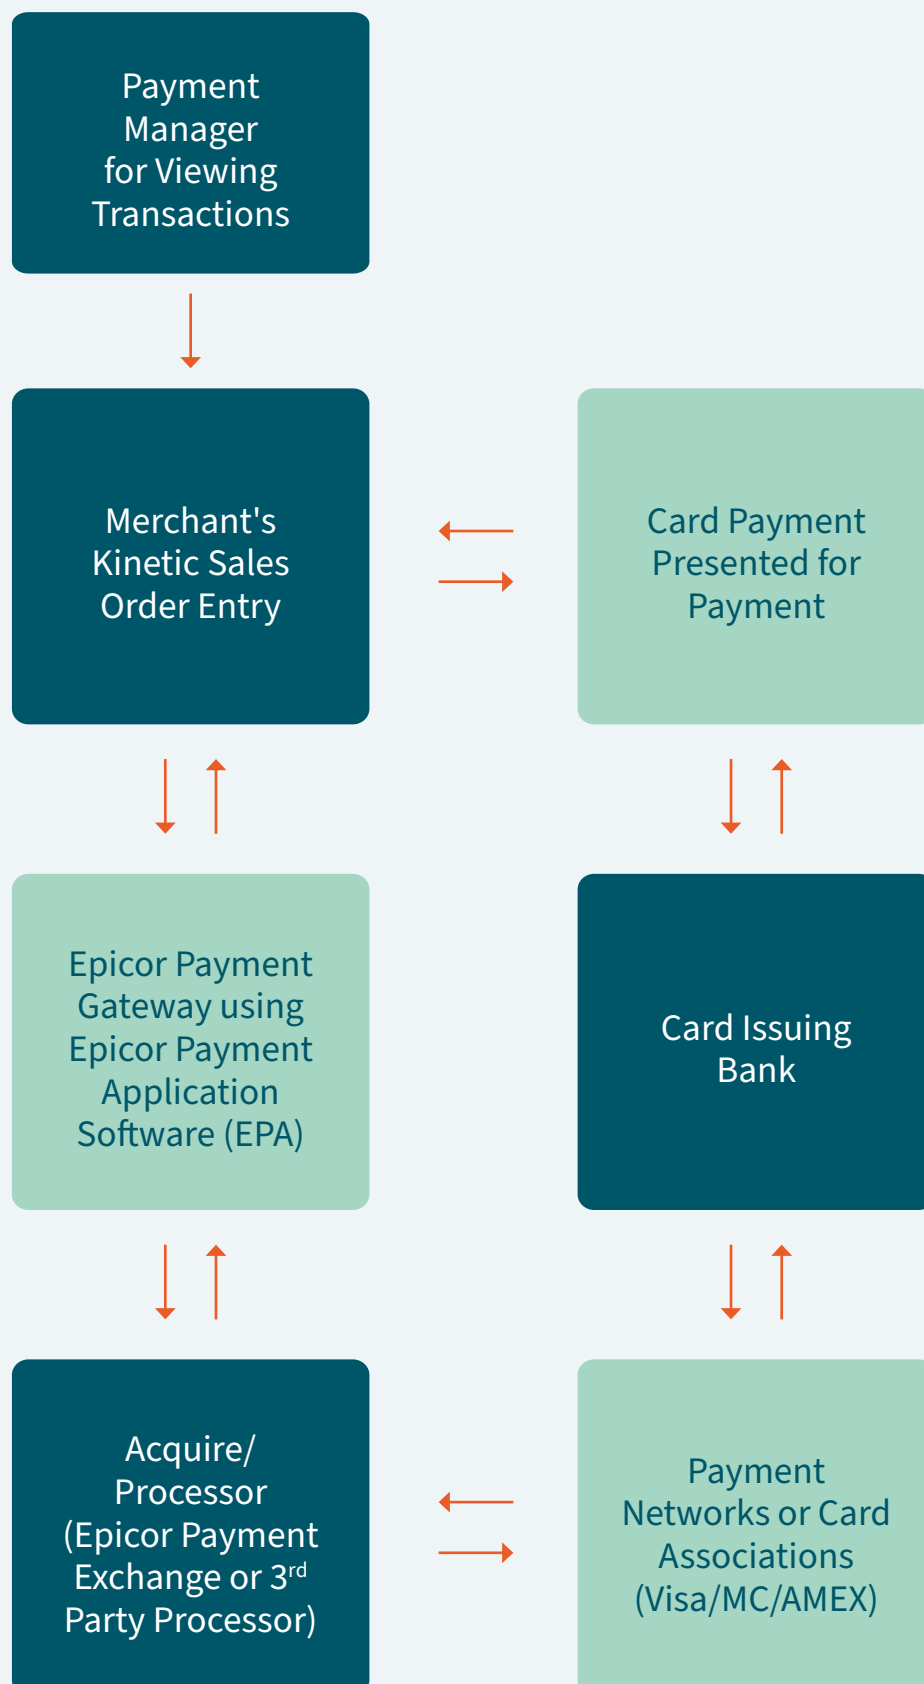 Payment
Manager
for Viewing
Transactions
Merchant's
Kinetic Sales
Order Entry
Card Payment
Presented for
Payment
Epicor Payment
Gateway using
Epicor Payment
Application
Software (EPA)
Card Issuing
Bank
Acquire/
Processor
(Epicor Payment
Exchange or 3rd
Party Processor)
Payment
Networks or Card
Associations
(Visa/MC/AMEX)